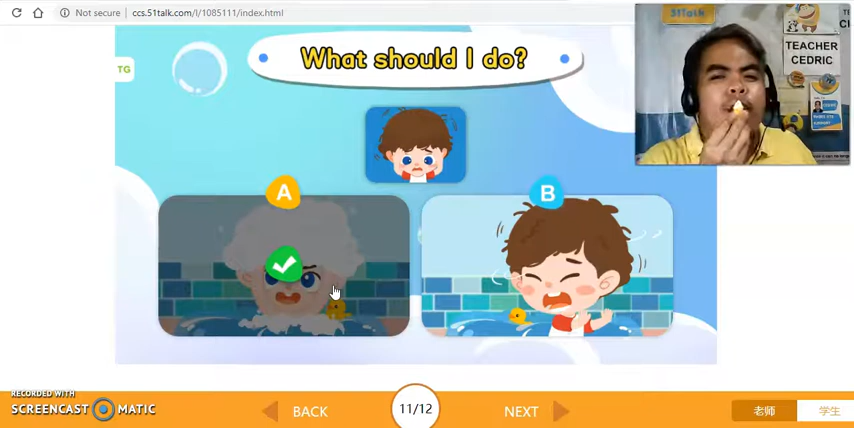 Not secure
ccs.51talk.com/l/1085111/index.html
51Talk
TEACHER
CEDRIC
What should I do?
TG
A
B
RECORDED WITH
SCREENCAST MATIC
BACK
11/12
NEXT
老师
学生